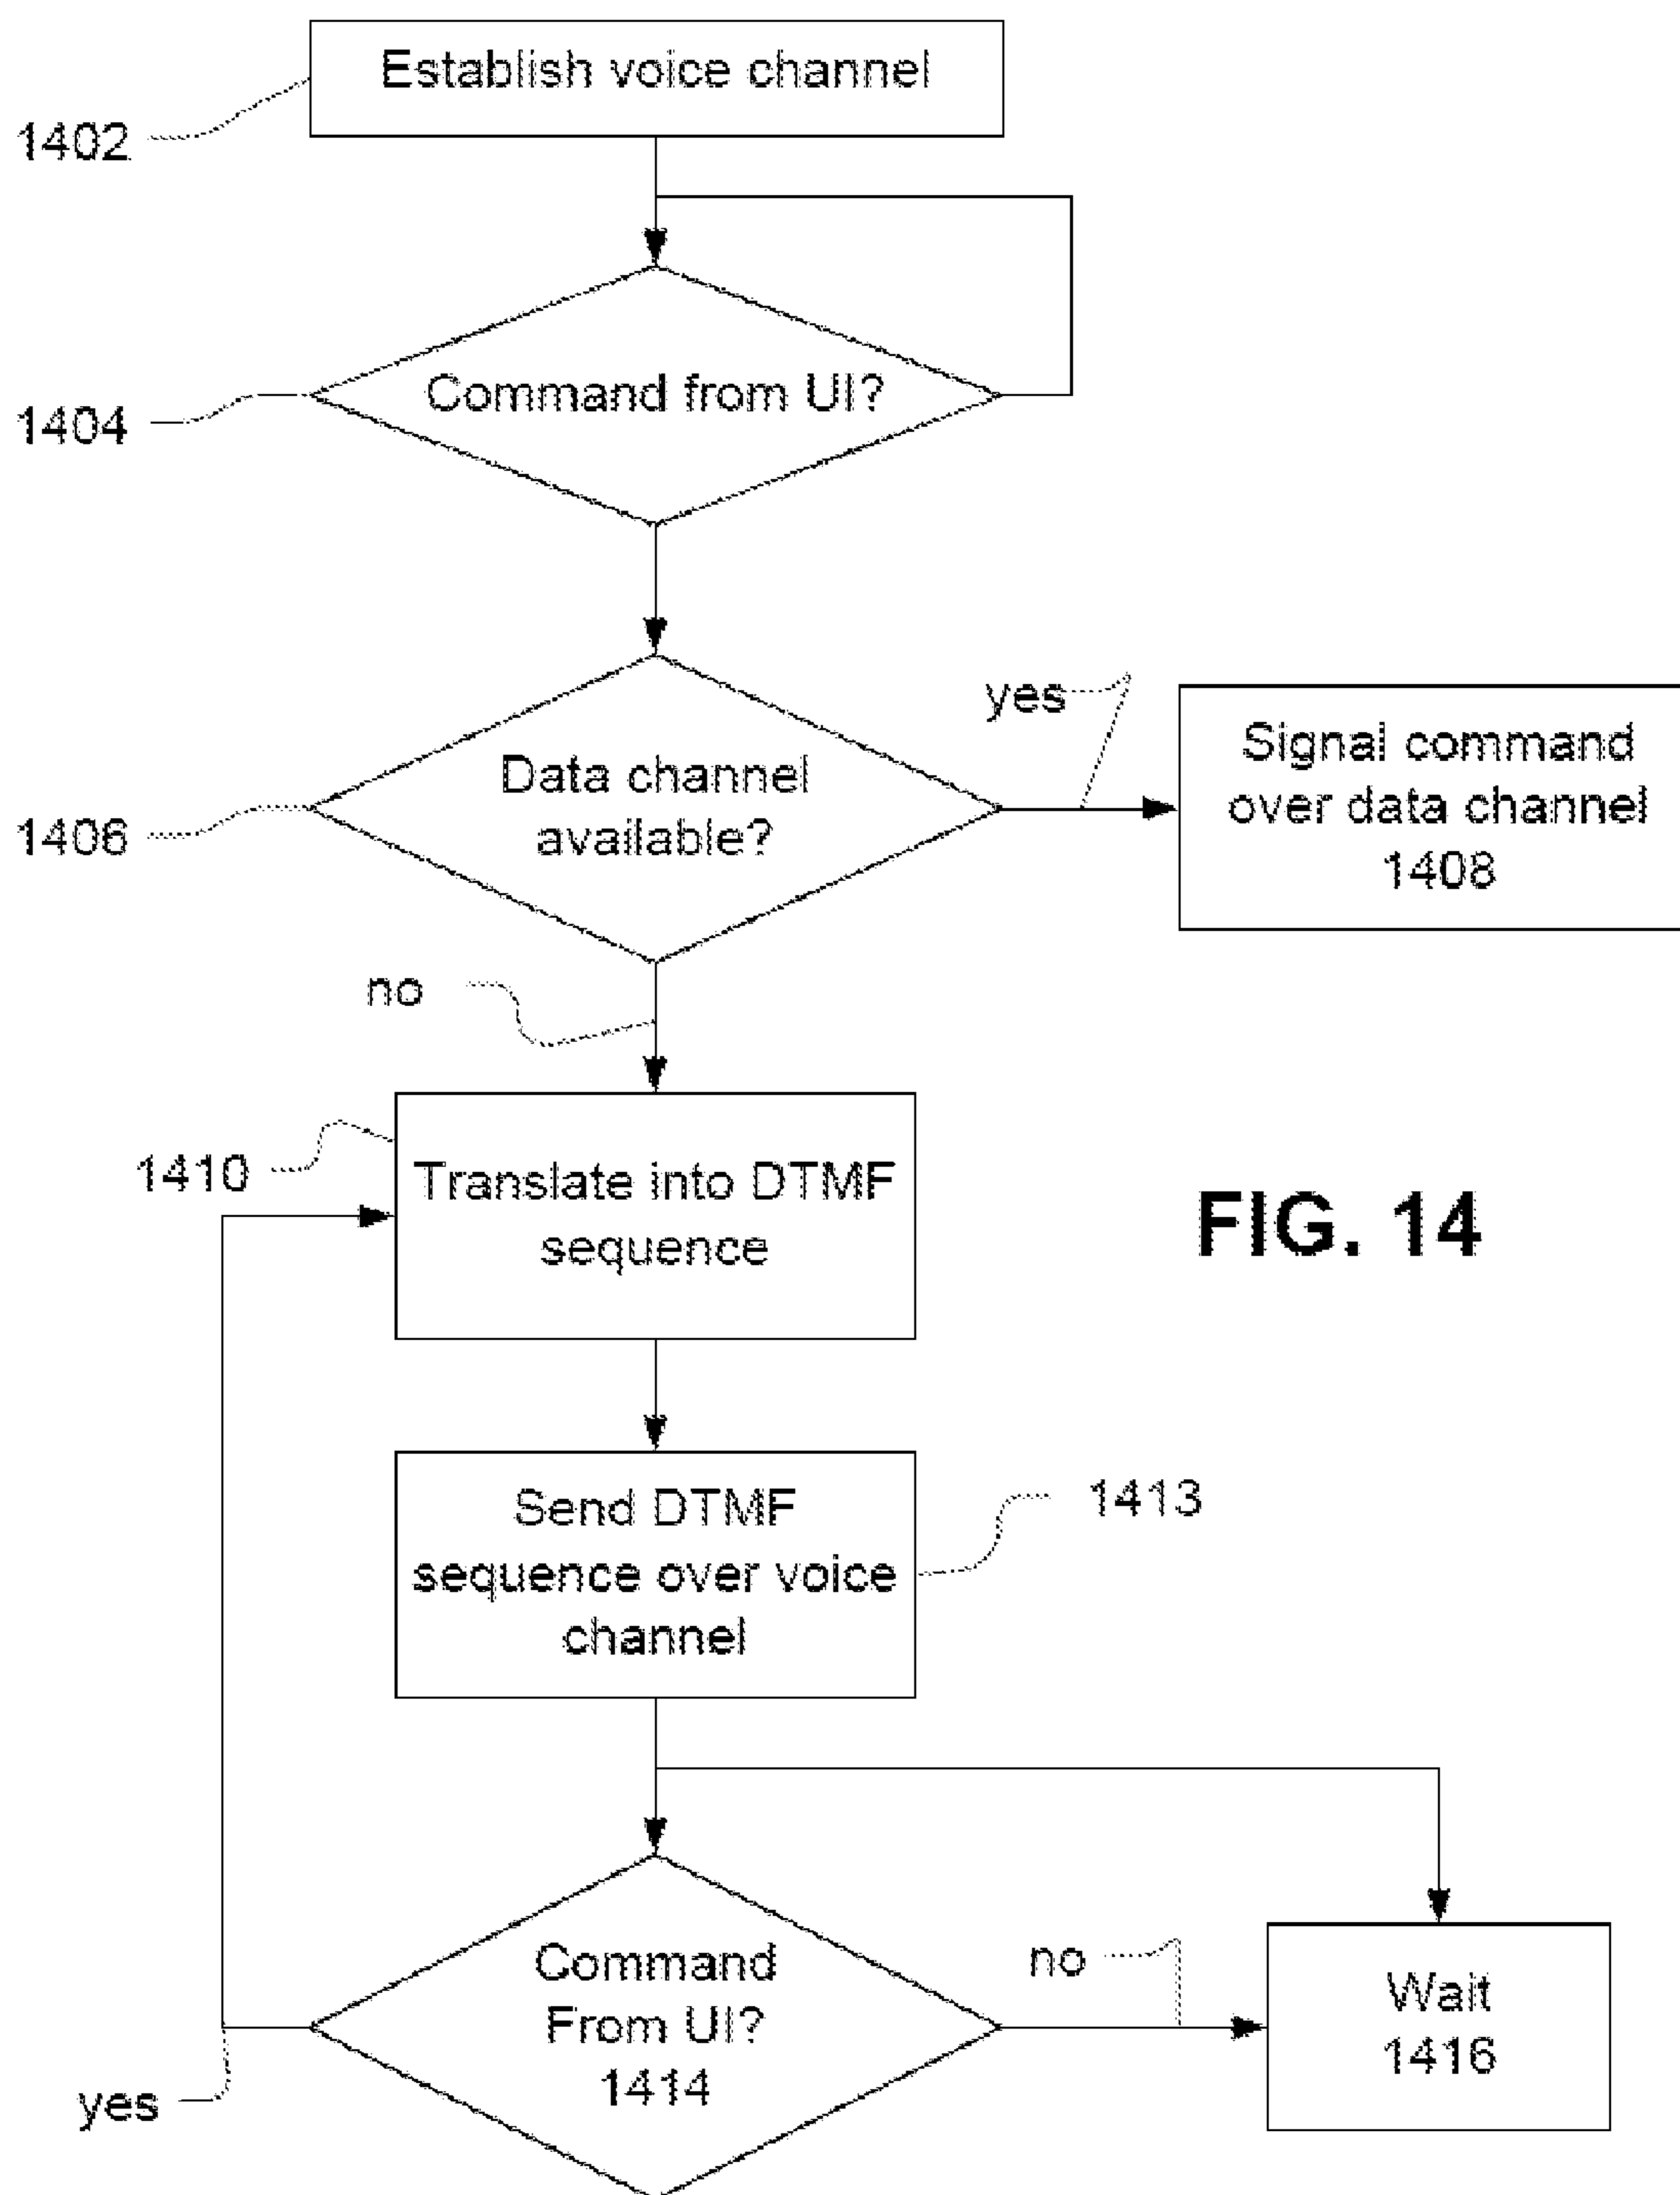 Establish voice channel
1402
Command from UI?
1404
yes
Data channel
available?
1406
Signal command
over data channel
1408
no
1410
Translate into DTMF
sequence
FIG. 14
Send DTMF
sequence over voice
channel
1413
Command
From UI?
1414
no
Wait
1416
yes